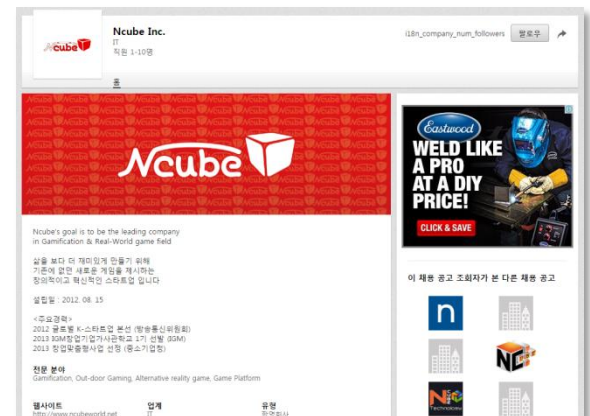 Ncube
Ncube Inc.
IT
직원 1-10명
홈
i18n_company_num_followers
팔로우
Ncube
Eastwood
WELD LIKE
A PRO
AT A DIY
PRICE!
CLICK & SAVE
Ncube's goal is to be the leading company
in Gamification & Real-World game field
삶을 보다 더 재미있게 만들기 위해
기존에 없던 새로운 게임을 제시하는
창의적이고 혁신적인 스타트업 입니다
설립일 : 2012. 08. 15
<주요경력>
2012 글로벌 K-스타트업 본선 (방송통신위원회)
2013 IGM창업기업가사관학교 1기 선발 (IGM)
2013 창업맞춤형사업 선정 (중소기업청)
전문 분야
Gamification, Out-door Gaming, Alternative reality game, Game Platform
웹사이트
http://www.ncubeworld.net
업계
IT
유형
이 채용 공고 조회자가 본 다른 채용 공고
n
NC
Technology